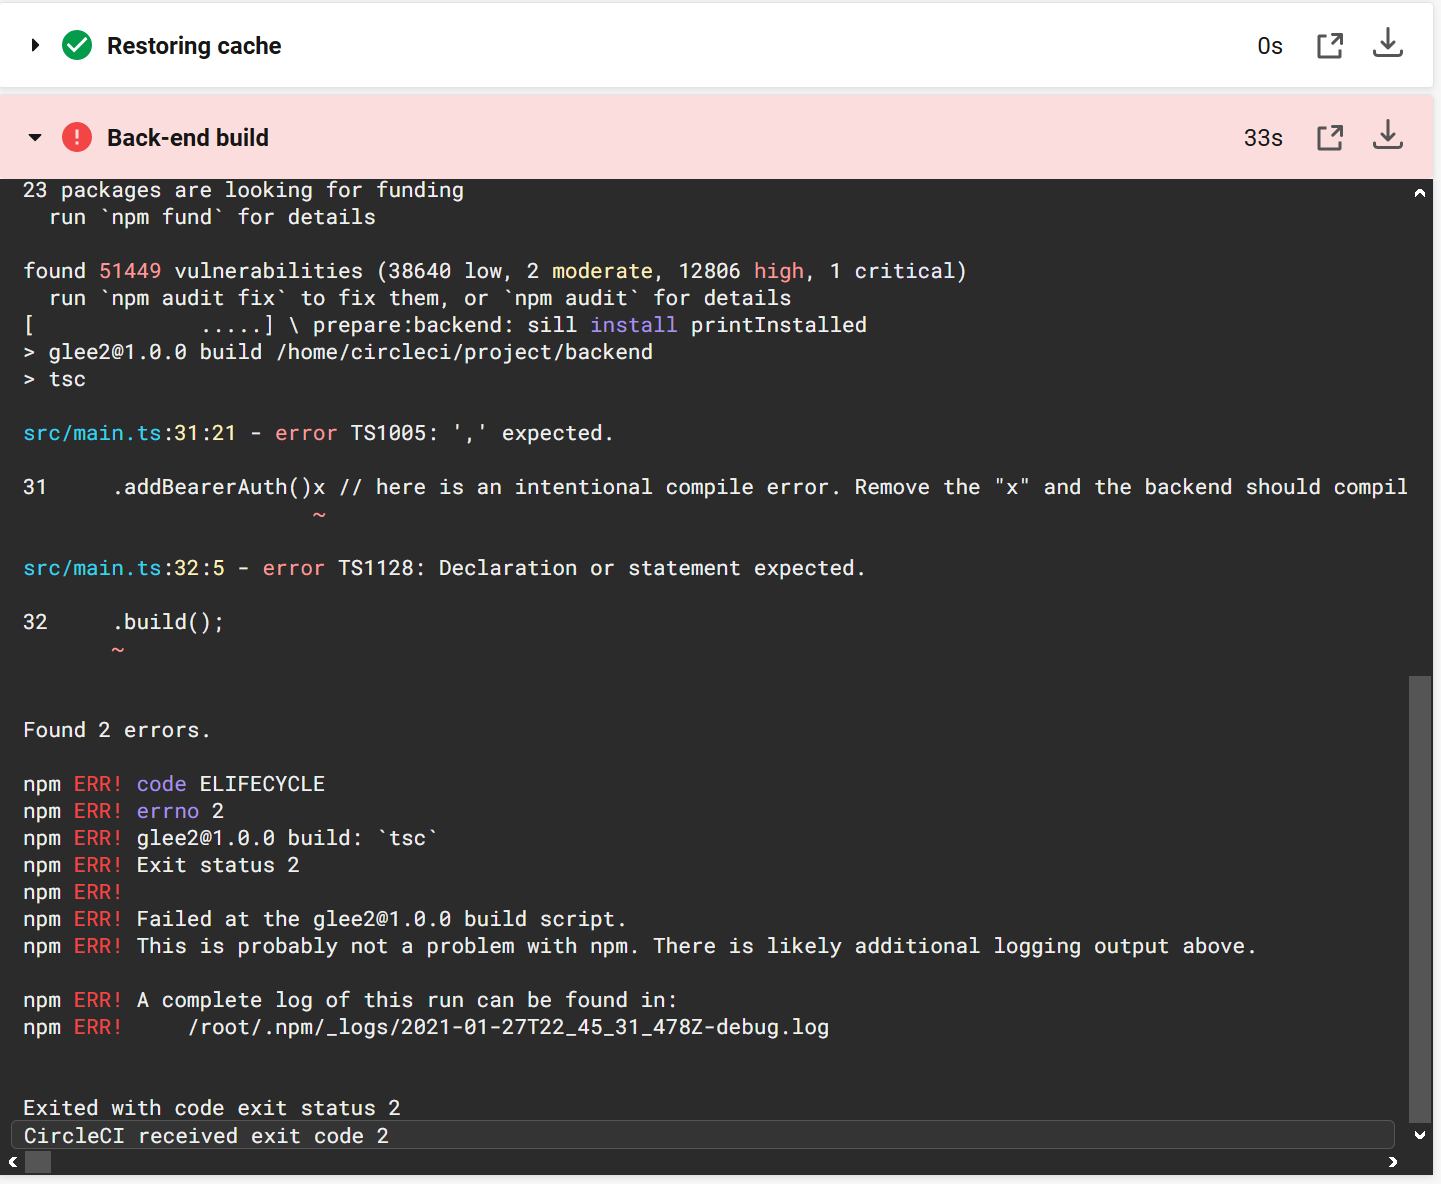 Restoring cache 0s
Back-end build 33s
23 packages are looking for funding
  run `npm fund` for details

found 51449 vulnerabilities (38640 low, 2 moderate, 12806 high, 1 critical)
  run `npm audit fix` to fix them, or `npm audit` for details
[             .....] \ prepare:backend: sill install printInstalled
> glee2@1.0.0 build /home/circleci/project/backend
> tsc

src/main.ts:31:21 - error TS1005: ',' expected.

31     .addBearerAuth()x // here is an intentional compile error. Remove the "x" and the backend should compil
                       ~

src/main.ts:32:5 - error TS1128: Declaration or statement expected.

32     .build();
       ~

Found 2 errors.

npm ERR! code ELIFECYCLE
npm ERR! errno 2
npm ERR! glee2@1.0.0 build: `tsc`
npm ERR! Exit status 2
npm ERR!
npm ERR! Failed at the glee2@1.0.0 build script.
npm ERR! This is probably not a problem with npm. There is likely additional logging output above.

npm ERR! A complete log of this run can be found in:
npm ERR!     /root/.npm/_logs/2021-01-27T22_45_31_478Z-debug.log

Exited with code exit status 2
CircleCI received exit code 2